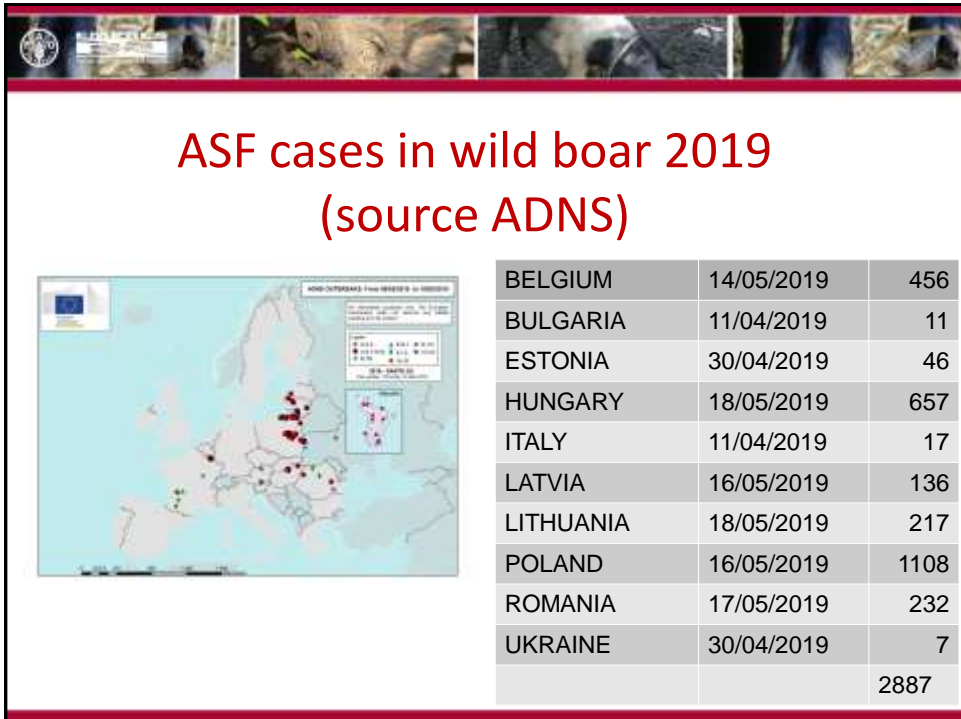 ASF cases in wild boar 2019
(source ADNS)
BELGIUM 14/05/2019 456
BULGARIA 11/04/2019 11
ESTONIA 30/04/2019 46
HUNGARY 18/05/2019 657
ITALY 11/04/2019 17
LATVIA 16/05/2019 136
LITHUANIA 18/05/2019 217
POLAND 16/05/2019 1108
ROMANIA 17/05/2019 232
UKRAINE 30/04/2019 7
2887